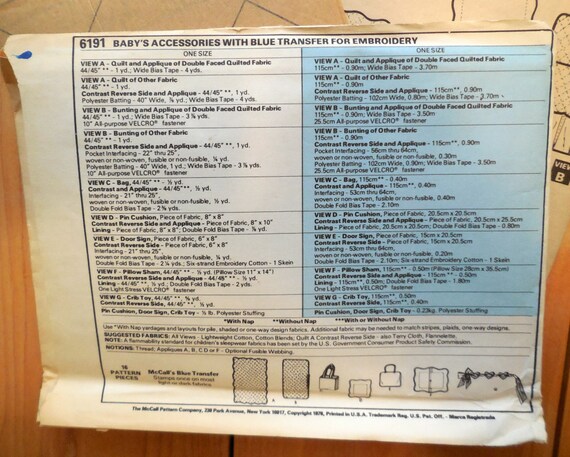 6191 BABY'S ACCESSORIES WITH BLUE TRANSFER FOR EMBROIDERY
ONE SIZE
VIEW A - Quilt and Applique of Double Faced Quilted Fabric
44/45" ** - 1 yd.; Wide Bias Tape - 4 yds.
VIEW A - Quilt of Other Fabric
44/45" ** - 1 yd.
Contrast Reverse Side and Applique - 44/45" **, 1 yd.
Polyester Batting - 40" Wide, yd.; Wide Bias Tape - 4 yds.
VIEW B - Bunting and Applique of Double Faced Quilted Fabric
44/45" ** - 1 yd.; Wide Bias Tape - 3 yds.
10" All-purpose VELCRO® fastener
VIEW B - Bunting of Other Fabric
44/45" ** - 1 yd.
Contrast Reverse Side and Applique - 44/45" **, 1 yd.
Pocket Interfacing - 22" thru 25",
woven or non-woven, fusible or non-fusible, yd.
Polyester Batting - 40" Wide, 1 yd.; Wide Bias Tape - 3 yds.
10" All-purpose VELCRO® fastener
VIEW C - Bag, 44/45" ** - yd.
Contrast and Applique - 44/45" **, yd.
Interfacing - 21" thru 25",
woven or non-woven, fusible or non-fusible, yd.
Double Fold Bias Tape - 2 yds.
VIEW D - Pin Cushion, Piece of Fabric, 8" x 8"
Contrast Reverse Side and Applique - Piece of Fabric, 8" x 10"
Lining - Piece of Fabric, 8" x 8"; Double Fold Bias Tape - yd.
VIEW E - Door Sign, Piece of Fabric, 6" x 8"
Contrast Reverse Side - Piece of Fabric, 6" x 8"
Interfacing - 21" thru 25",
woven or non-woven, fusible or non-fusible, yd.
Double Fold Bias Tape - 2 yds.; Six-strand Embroidery Cotton - 1 Skein
VIEW F - Pillow Sham, 44/45" ** - yd. (Pillow Size 11" x 14")
Contrast Reverse Side and Applique - 44/45" **, yd.
Lining - 44/45" **, yd.; Double Fold Bias Tape - 2 yds.
One Light Stress VELCRO® fastener
VIEW G - Crib Toy, 44/45" **, yd.
Contrast Reverse Side, 44/45" **, yd.
Pin Cushion, Door Sign, Crib Toy - lb. Polyester Stuffing
ONE SIZE
VIEW A - Quilt and Applique of Double Faced Quilted Fabric
115cm** - 0.90m; Wide Bias Tape - 3.70m
VIEW A - Quilt of Other Fabric
115cm** - 0.90m
Contrast Reverse Side and Applique - 115cm**, 0.90m
Polyester Batting - 102cm Wide, 0.80m; Wide Bias Tape - 3.70m
VIEW B - Bunting and Applique of Double Faced Quilted Fabric
115cm** - 0.90m; Wide Bias Tape - 3.50m
25.5cm All-purpose VELCRO® fastener
VIEW B - Bunting of Other Fabric
115cm** - 0.90m
Contrast Reverse Side and Applique - 115cm**, 0.90m
Pocket Interfacing - 56cm thru 64cm,
woven or non-woven, fusible or non-fusible, 0.30m
Polyester Batting - 102cm Wide, 0.90m; Wide Bias Tape - 3.50m
25.5cm All-purpose VELCRO® fastener
VIEW C - Bag, 115cm** - 0.40m
Contrast and Applique - 115cm**, 0.40m
Interfacing - 53cm thru 64cm,
woven or non-woven, fusible or non-fusible, 0.40m
Double Fold Bias Tape - 2.10m
VIEW D - Pin Cushion, Piece of Fabric, 20.5cm x 20.5cm
Contrast Reverse Side and Applique - Piece of Fabric, 20.5cm x 25.5cm
Lining - Piece of Fabric, 20.5cm x 20.5cm; Double Fold Bias Tape - 0.80m
VIEW E - Door Sign, Piece of Fabric, 15cm x 20.5cm
Contrast Reverse Side - Piece of Fabric, 15cm x 20.5cm
Interfacing - 53cm thru 64cm,
woven or non-woven, fusible or non-fusible, 0.20m
Double Fold Bias Tape - 2.10m; Six-strand Embroidery Cotton - 1 Skein
VIEW F - Pillow Sham, 115cm** - 0.50m (Pillow Size 28cm x 35.5cm)
Contrast Reverse Side and Applique - 115cm** - 0.50m
Lining - 115cm**, 0.50m; Double Fold Bias Tape - 1.80m
One Light Stress VELCRO® fastener
VIEW G - Crib Toy, 115cm**, 0.50m
Contrast Reverse Side, 115cm**, 0.40m
Pin Cushion, Door Sign, Crib Toy - 0.23kg. Polyester Stuffing
*With Nap **Without Nap ***With or Without Nap
Use *With Nap yardages and layouts for pile, shaded or one-way design fabrics. Additional fabric may be needed to match stripes, plaids, one-way designs.
SUGGESTED FABRICS: All Views - Lightweight Cotton, Cotton Blends; Quilt A Contrast Reverse Side - also Terry Cloth, Flannelette.
NOTE: A flammability standard for children's sleepwear fabrics has been set by the U.S. Government Consumer Product Safety Commission.
NOTIONS: Thread; Appliques A, B, C, D or F - Optional Fusible Webbing.
16
PATTERN
PIECES
McCall's Blue Transfer
Stamps once on most
light or dark fabrics
The McCall Pattern Company, 230 Park Avenue, New York 10017, Copyright 1978, Printed in U.S.A. Trademark Reg. U.S. Pat. Off. - Marca Registrada
VIEW
B